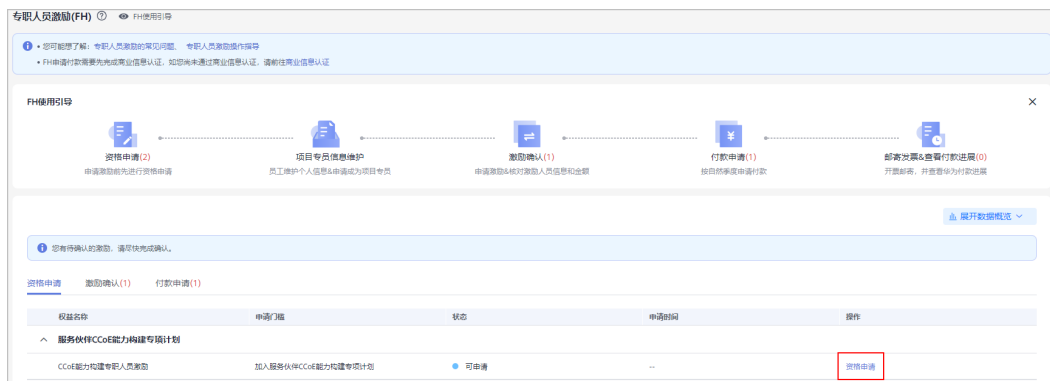 专职人员激励(FH) ? FH使用引导
• 您可能想了解：专职人员激励的常见问题、 专职人员激励操作指导
• FH申请付款需要先完成商业信息认证，如您尚未通过商业信息认证，请前往商业信息认证
FH使用引导
资格申请(2) 项目专员信息维护 激励确认(1) 付款申请(1) 邮寄发票&查看付款进展(0)
申请激励前先进行资格申请 员工维护个人信息&申请成为项目专员 申请激励&核对激励人员信息和金额 按自然季度申请付款 开票邮寄，并查看华为付款进展
展开数据概览
您有待确认的激励，请尽快完成确认。
资格申请 激励确认(1) 付款申请(1)
权益名称 申请门槛 状态 申请时间 操作
服务伙伴CCoE能力构建专项计划
CCoE能力构建专职人员激励 加入服务伙伴CCoE能力构建专项计划 可申请 -- 资格申请